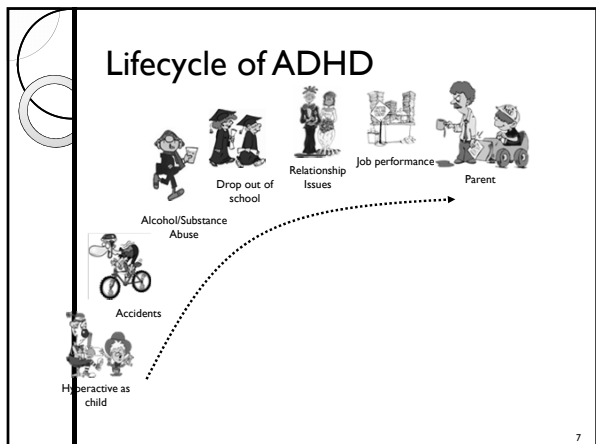 Lifecycle of ADHD
Hyperactive as
child
Accidents
Alcohol/Substance
Abuse
Drop out of
school
Relationship
Issues
Job performance
Parent
7